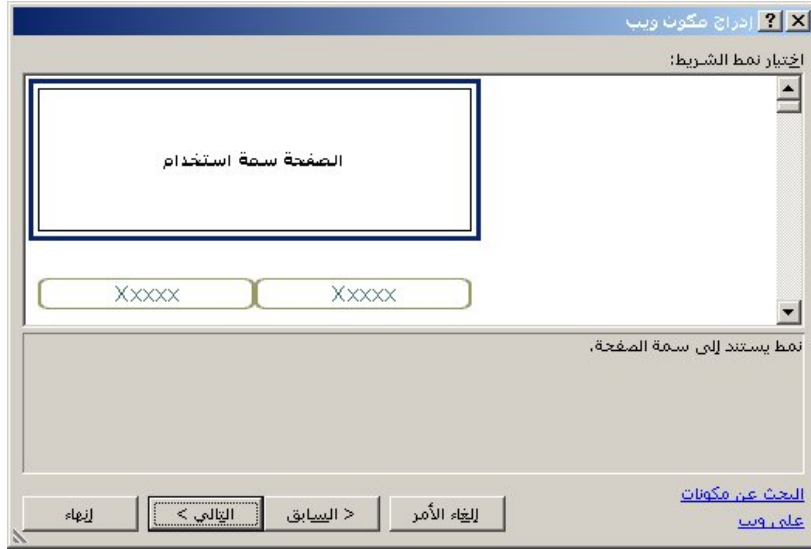 إدراج مكون ويب
اختيار نمط الشريط:
الصفحة سمة استخدام
Xxxxx Xxxxx
نمط يستند إلى سمة الصفحة.
البحث عن مكونات
على ويب
إلغاء الأمر
< السابق
التالي >
إنهاء